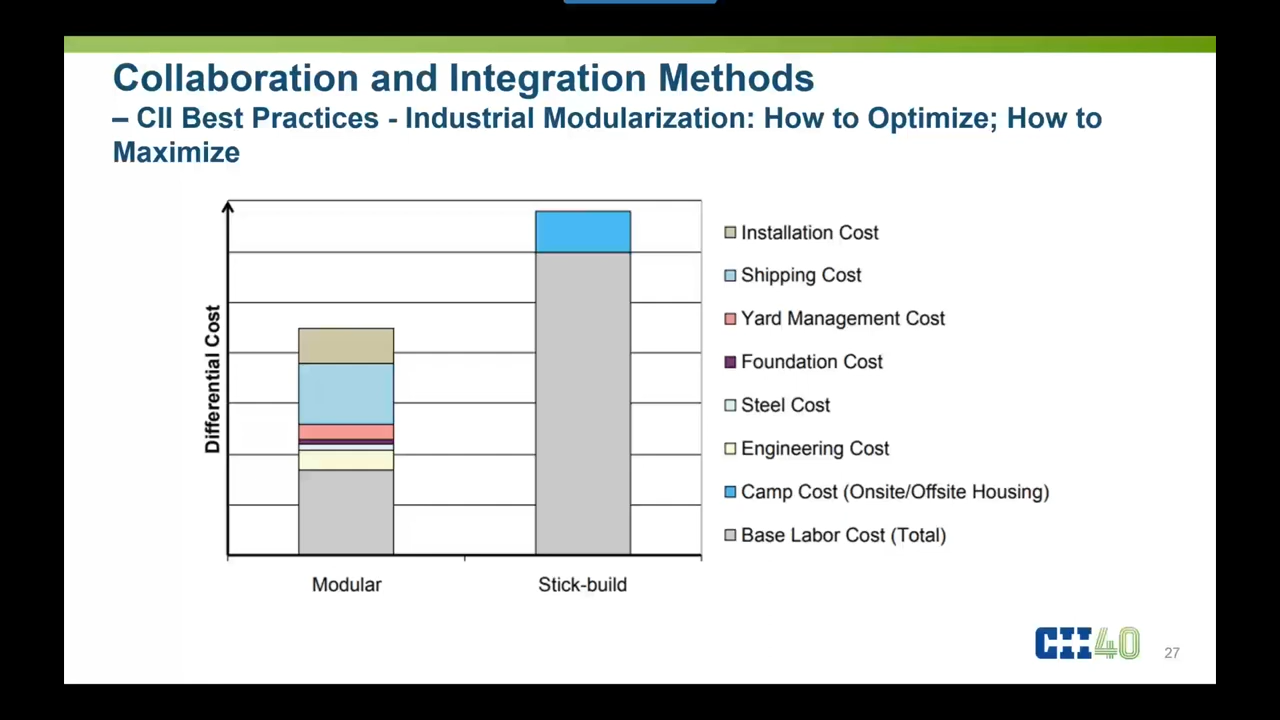 Collaboration and Integration Methods
– CII Best Practices - Industrial Modularization: How to Optimize; How to
Maximize
Differential Cost
Installation Cost
Shipping Cost
Yard Management Cost
Foundation Cost
Steel Cost
Engineering Cost
Camp Cost (Onsite/Offsite Housing)
Base Labor Cost (Total)
Modular
Stick-build
CII 40
27